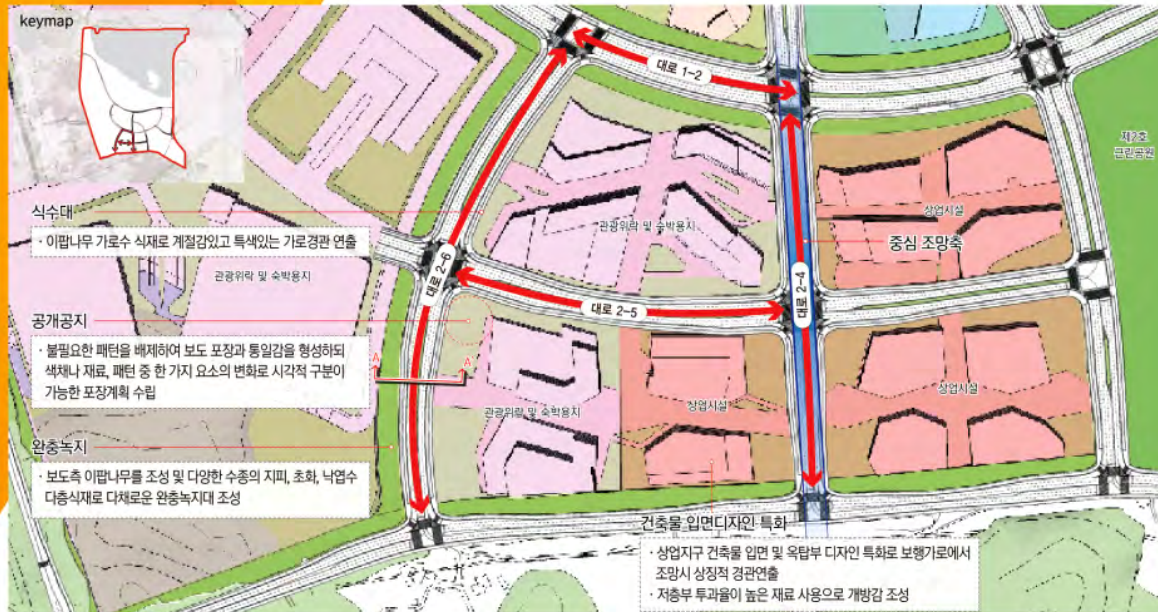 keymap
대로 1~2
제2호
근린공원
식수대
· 이팝나무 가로수 식재로 계절감있고 특색있는 가로경관 연출
관광위락 및 숙박용지
상업시설
중심 조망축
관광위락 및 숙박용지
대로 2~6
대로 2~4
대로 2~5
공개공지
· 불필요한 패턴을 배제하여 보도 포장과 통일감을 형성하되
색채나 재료, 패턴 중 한 가지 요소의 변화로 시각적 구분이
가능한 포장계획 수립
A
A'
관광위락 및 숙박용지
상업시설
상업시설
완충녹지
· 보도측 이팝나무를 조성 및 다양한 수종의 지피, 초화, 낙엽수
다층식재로 다채로운 완충녹지대 조성
건축물 입면디자인 특화
· 상업지구 건축물 입면 및 옥탑부 디자인 특화로 보행가로에서
조망시 상징적 경관연출
· 저층부 투과율이 높은 재료 사용으로 개방감 조성